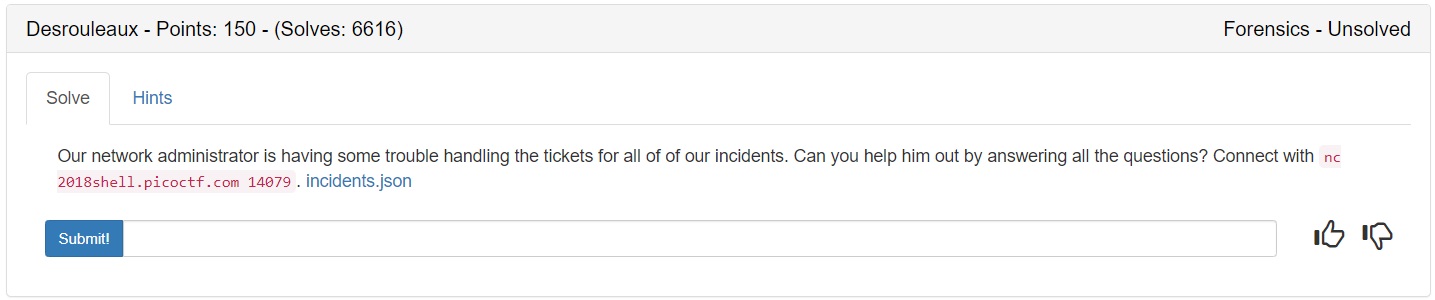 Desrouleaux - Points: 150 - (Solves: 6616)
Forensics - Unsolved
Solve
Hints
Our network administrator is having some trouble handling the tickets for all of of our incidents. Can you help him out by answering all the questions? Connect with nc
2018shell.picoctf.com 14079. incidents.json
Submit!